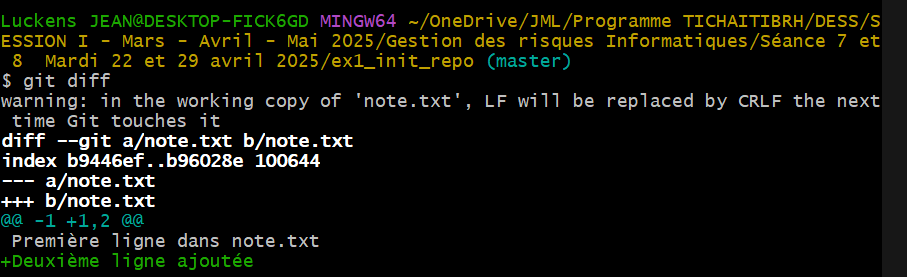 Luckens JEAN@DESKTOP-FICK6GD MINGW64 ~/OneDrive/JML/Programme TICHAITIBRH/DESS/S
ESSION I - Mars - Avril - Mai 2025/Gestion des risques Informatiques/Séance 7 et
 8  Mardi 22 et 29 avril 2025/ex1_init_repo (master)
$ git diff
warning: in the working copy of 'note.txt', LF will be replaced by CRLF the next
 time Git touches it
diff --git a/note.txt b/note.txt
index b9446ef..b96028e 100644
--- a/note.txt
+++ b/note.txt
@@ -1 +1,2 @@
 Première ligne dans note.txt
+Deuxième ligne ajoutée